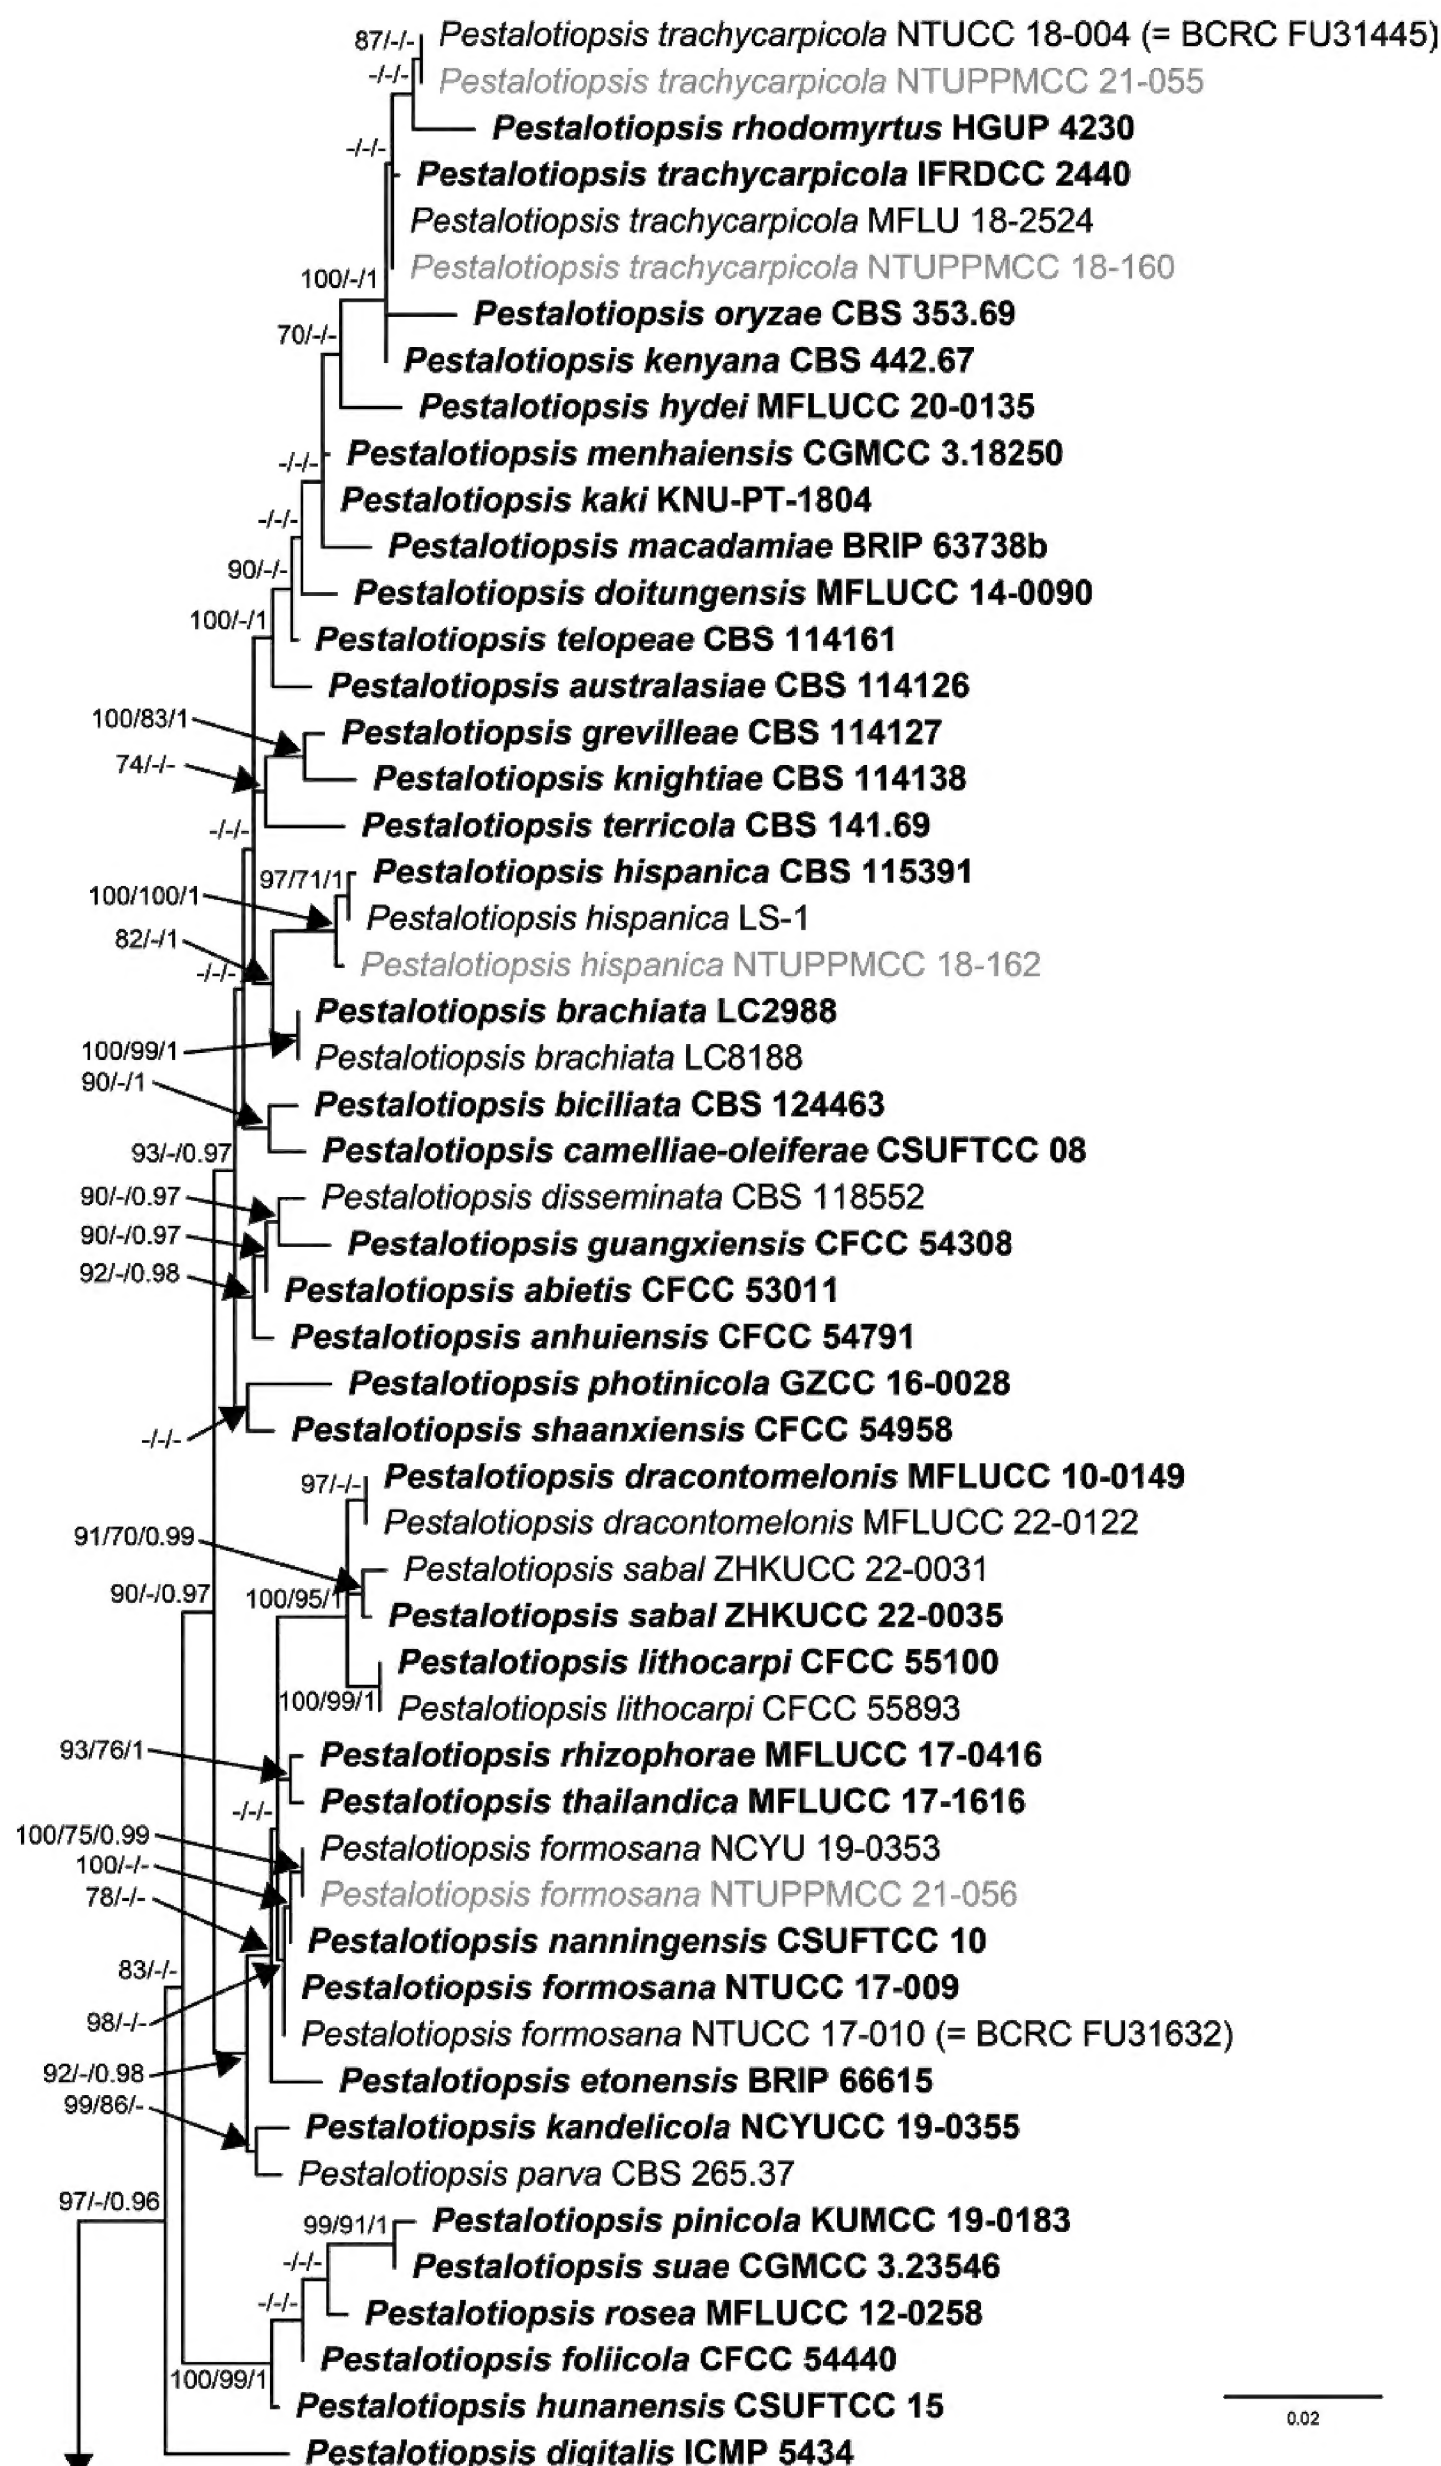 87/-/- Pestalotiopsis trachycarpicola NTUCC 18-004 (= BCRC FU31445)
-/-/- Pestalotiopsis trachycarpicola NTUPPMCC 21-055
Pestalotiopsis rhodomyrtus HGUP 4230
-/-/-
Pestalotiopsis trachycarpicola IFRDCC 2440
Pestalotiopsis trachycarpicola MFLU 18-2524
Pestalotiopsis trachycarpicola NTUPPMCC 18-160
100/-/1
Pestalotiopsis oryzae CBS 353.69
70/-/-
Pestalotiopsis kenyana CBS 442.67
Pestalotiopsis hydei MFLUCC 20-0135
Pestalotiopsis menhaiensis CGMCC 3.18250
-/-/-
Pestalotiopsis kaki KNU-PT-1804
-/-/-
Pestalotiopsis macadamiae BRIP 63738b
90/-/-
Pestalotiopsis doitungensis MFLUCC 14-0090
100/-/1
Pestalotiopsis telopeae CBS 114161
Pestalotiopsis australasiae CBS 114126
100/83/1
Pestalotiopsis grevilleae CBS 114127
74/-/-
Pestalotiopsis knightiae CBS 114138
Pestalotiopsis terricola CBS 141.69
-/-/-
97/71/1 Pestalotiopsis hispanica CBS 115391
100/100/1
Pestalotiopsis hispanica LS-1
82/-/1
Pestalotiopsis hispanica NTUPPMCC 18-162
-/-/-
Pestalotiopsis brachiata LC2988
100/99/1
Pestalotiopsis brachiata LC8188
90/-/1
Pestalotiopsis biciliata CBS 124463
93/-/0.97
Pestalotiopsis camelliae-oleiferae CSUFTCC 08
90/-/0.97
Pestalotiopsis disseminata CBS 118552
90/-/0.97
Pestalotiopsis guangxiensis CFCC 54308
92/-/0.98
Pestalotiopsis abietis CFCC 53011
Pestalotiopsis anhuiensis CFCC 54791
Pestalotiopsis photinicola GZCC 16-0028
Pestalotiopsis shaanxiensis CFCC 54958
-/-/-
97/-/- Pestalotiopsis dracontomelonis MFLUCC 10-0149
Pestalotiopsis dracontomelonis MFLUCC 22-0122
91/70/0.99
Pestalotiopsis sabal ZHKUCC 22-0031
90/-/0.97
100/95/1
Pestalotiopsis sabal ZHKUCC 22-0035
Pestalotiopsis lithocarpi CFCC 55100
100/99/1
Pestalotiopsis lithocarpi CFCC 55893
93/76/1
Pestalotiopsis rhizophorae MFLUCC 17-0416
Pestalotiopsis thailandica MFLUCC 17-1616
-/-/-
100/75/0.99
Pestalotiopsis formosana NCYU 19-0353
100/-/-
Pestalotiopsis formosana NTUPPMCC 21-056
78/-/-
Pestalotiopsis nanningensis CSUFTCC 10
83/-/-
Pestalotiopsis formosana NTUCC 17-009
98/-/-
Pestalotiopsis formosana NTUCC 17-010 (= BCRC FU31632)
92/-/0.98
Pestalotiopsis etonensis BRIP 66615
99/86/-
Pestalotiopsis kandelicola NCYUCC 19-0355
Pestalotiopsis parva CBS 265.37
97/-/0.96
99/91/1 Pestalotiopsis pinicola KUMCC 19-0183
-/-/-
Pestalotiopsis suae CGMCC 3.23546
-/-/-
Pestalotiopsis rosea MFLUCC 12-0258
Pestalotiopsis foliicola CFCC 54440
100/99/1
Pestalotiopsis hunanensis CSUFTCC 15
0.02
Pestalotiopsis digitalis ICMP 5434